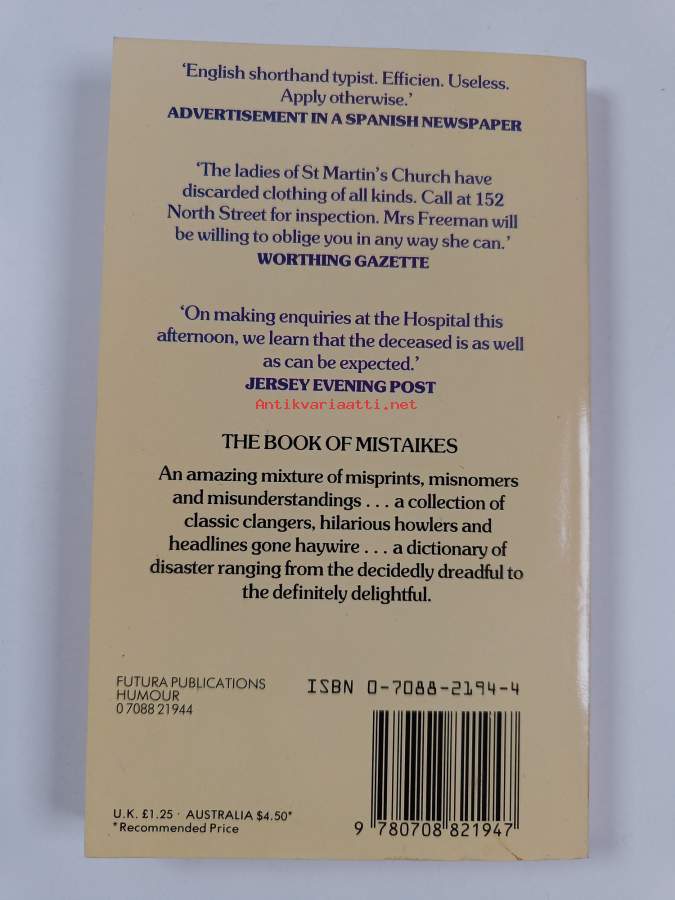 ‘English shorthand typist. Efficien. Useless.
Apply otherwise.’
ADVERTISEMENT IN A SPANISH NEWSPAPER
‘The ladies of St Martin’s Church have
discarded clothing of all kinds. Call at 152
North Street for inspection. Mrs Freeman will
be willing to oblige you in any way she can.’
WORTHING GAZETTE
‘On making enquiries at the Hospital this
afternoon, we learn that the deceased is as well
as can be expected.’
JERSEY EVENING POST
Antikvariaatti.net
THE BOOK OF MISTAIKES
An amazing mixture of misprints, misnomers
and misunderstandings . . . a collection of
classic clangers, hilarious howlers and
headlines gone haywire . . . a dictionary of
disaster ranging from the decidedly dreadful to
the definitely delightful.
FUTURA PUBLICATIONS
HUMOUR
0 7088 21944
ISBN 0-7088-2194-4
U.K. £1.25 · AUSTRALIA $4.50*
*Recommended Price
9 780708 821947